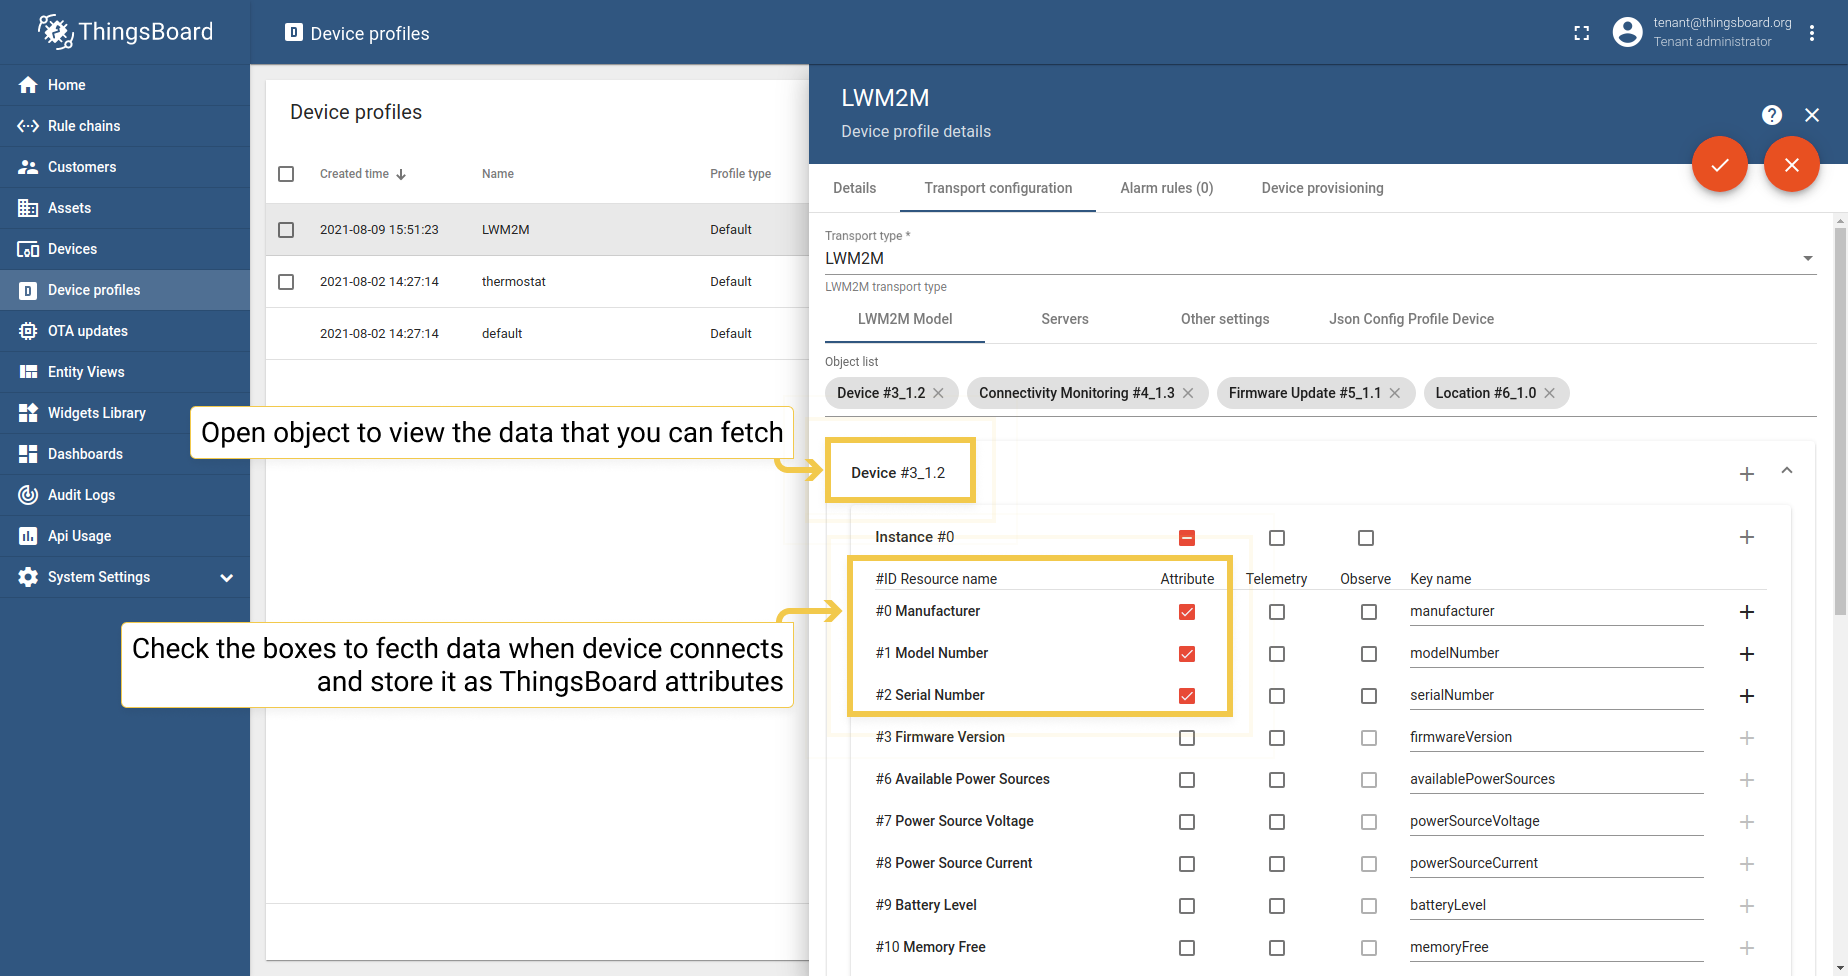 ThingsBoard
D Device profiles
tenant@thingsboard.org
Tenant administrator
Home
Rule chains
Customers
Assets
Devices
D Device profiles
OTA updates
Entity Views
Widgets Library
Dashboards
Audit Logs
Api Usage
System Settings
Device profiles
Created time Name Profile type
2021-08-09 15:51:23 LWM2M Default
2021-08-02 14:27:14 thermostat Default
2021-08-02 14:27:14 default Default
Open object to view the data that you can fetch
Check the boxes to fecth data when device connects
and store it as ThingsBoard attributes
LWM2M
Device profile details
?
Details Transport configuration Alarm rules (0) Device provisioning
Transport type *
LWM2M
LWM2M transport type
LWM2M Model Servers Other settings Json Config Profile Device
Object list
Device #3_1.2 Connectivity Monitoring #4_1.3 Firmware Update #5_1.1 Location #6_1.0
Device #3_1.2
Instance #0
#ID Resource name Attribute Telemetry Observe Key name
#0 Manufacturer manufacturer
#1 Model Number modelNumber
#2 Serial Number serialNumber
#3 Firmware Version firmwareVersion
#6 Available Power Sources availablePowerSources
#7 Power Source Voltage powerSourceVoltage
#8 Power Source Current powerSourceCurrent
#9 Battery Level batteryLevel
#10 Memory Free memoryFree